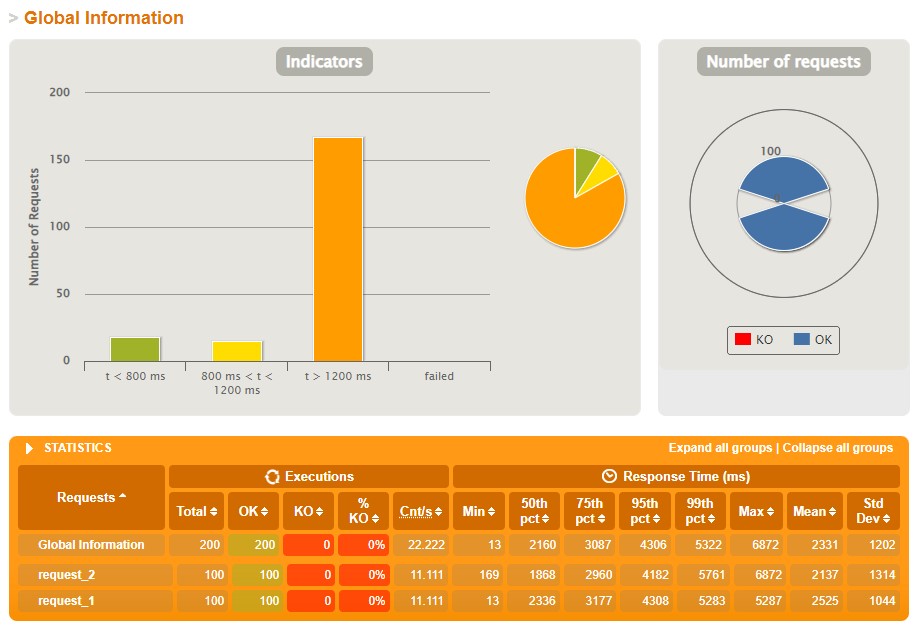 > Global Information
Indicators
Number of Requests
200
150
100
50
0
t < 800 ms
800 ms < t <
1200 ms
t > 1200 ms
failed
Number of requests
100
0
KO
OK
STATISTICS
Expand all groups | Collapse all groups
Requests
Executions
Response Time (ms)
Total OK KO % KO Cnt/s Min 50th pct 75th pct 95th pct 99th pct Max Mean Std Dev
Global Information 200 200 0 0% 22.222 13 2160 3087 4306 5322 6872 2331 1202
request_2 100 100 0 0% 11.111 169 1868 2960 4182 5761 6872 2137 1314
request_1 100 100 0 0% 11.111 13 2336 3177 4308 5283 5287 2525 1044